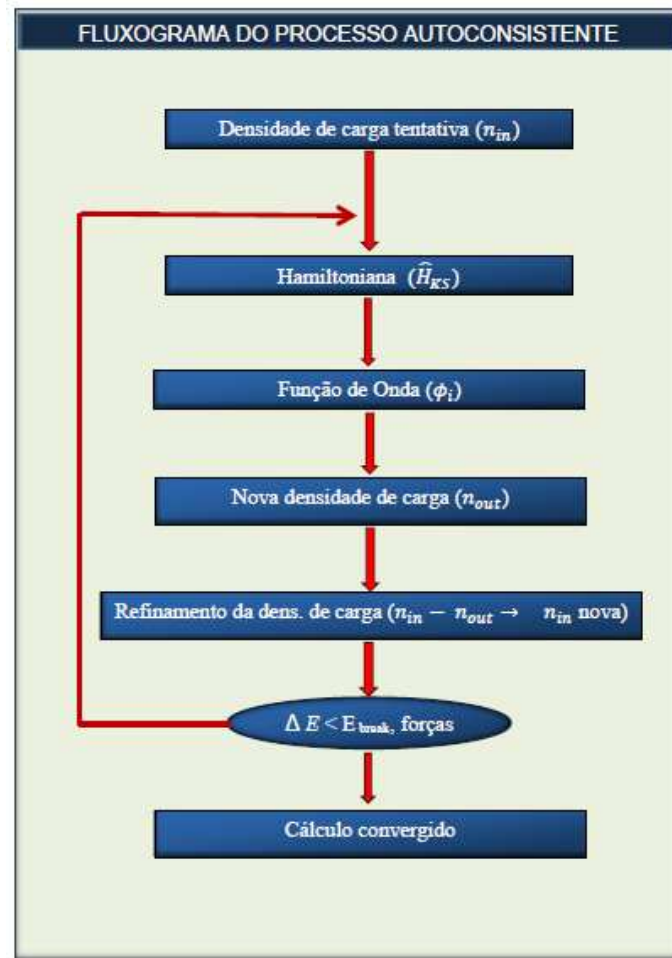 FLUXOGRAMA DO PROCESSO AUTOCONSISTENTE
Densidade de carga tentativa (n_in)
Hamiltoniana (Ĥ_KS)
Função de Onda (ϕ_i)
Nova densidade de carga (n_out)
Refinamento da dens. de carga (n_in − n_out → n_in nova)
Δ E < E break, forças
Cálculo convergido